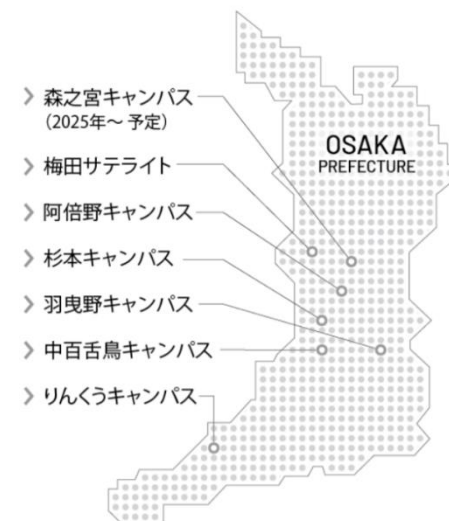 森之宮キャンパス
（2025年～ 予定）
OSAKA
PREFECTURE
梅田サテライト
阿倍野キャンパス
杉本キャンパス
羽曳野キャンパス
中百舌鳥キャンパス
りんくうキャンパス